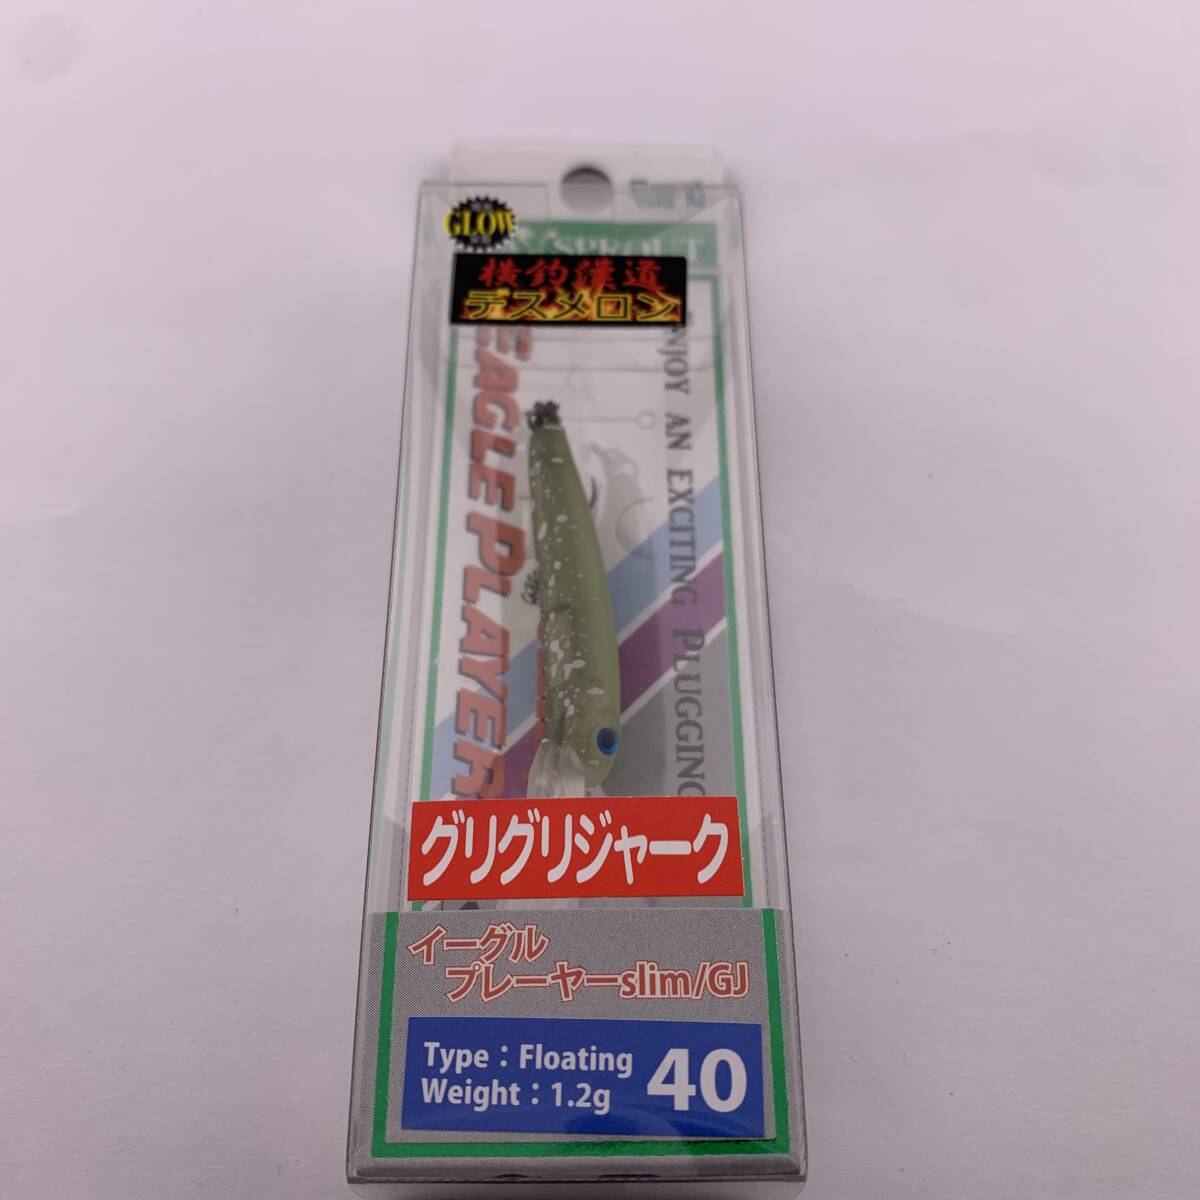 GLOW
SPROUT
横釣漢道
デスメロン
EAGLE PLAYER
ENJOY AN EXCITING PLUGGING
グリグリジャーク
イーグル
プレーヤーslim/GJ
Type：Floating
Weight：1.2g
40